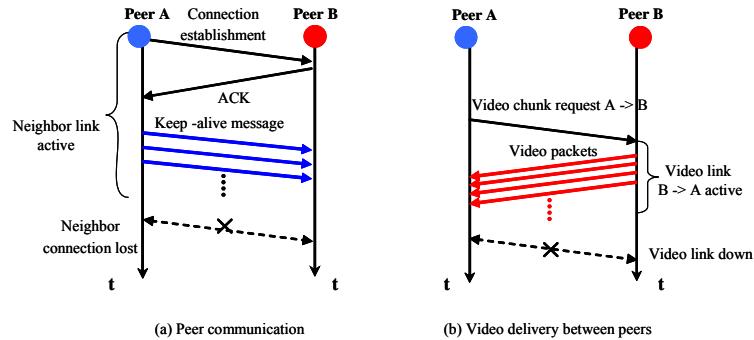 Peer A
Connection
establishment
Peer B
ACK
Keep -alive message
Neighbor link
active
Neighbor
connection lost
t
t
(a) Peer communication
Peer A
Peer B
Video chunk request A -> B
Video packets
Video link
B -> A active
Video link down
t
t
(b) Video delivery between peers